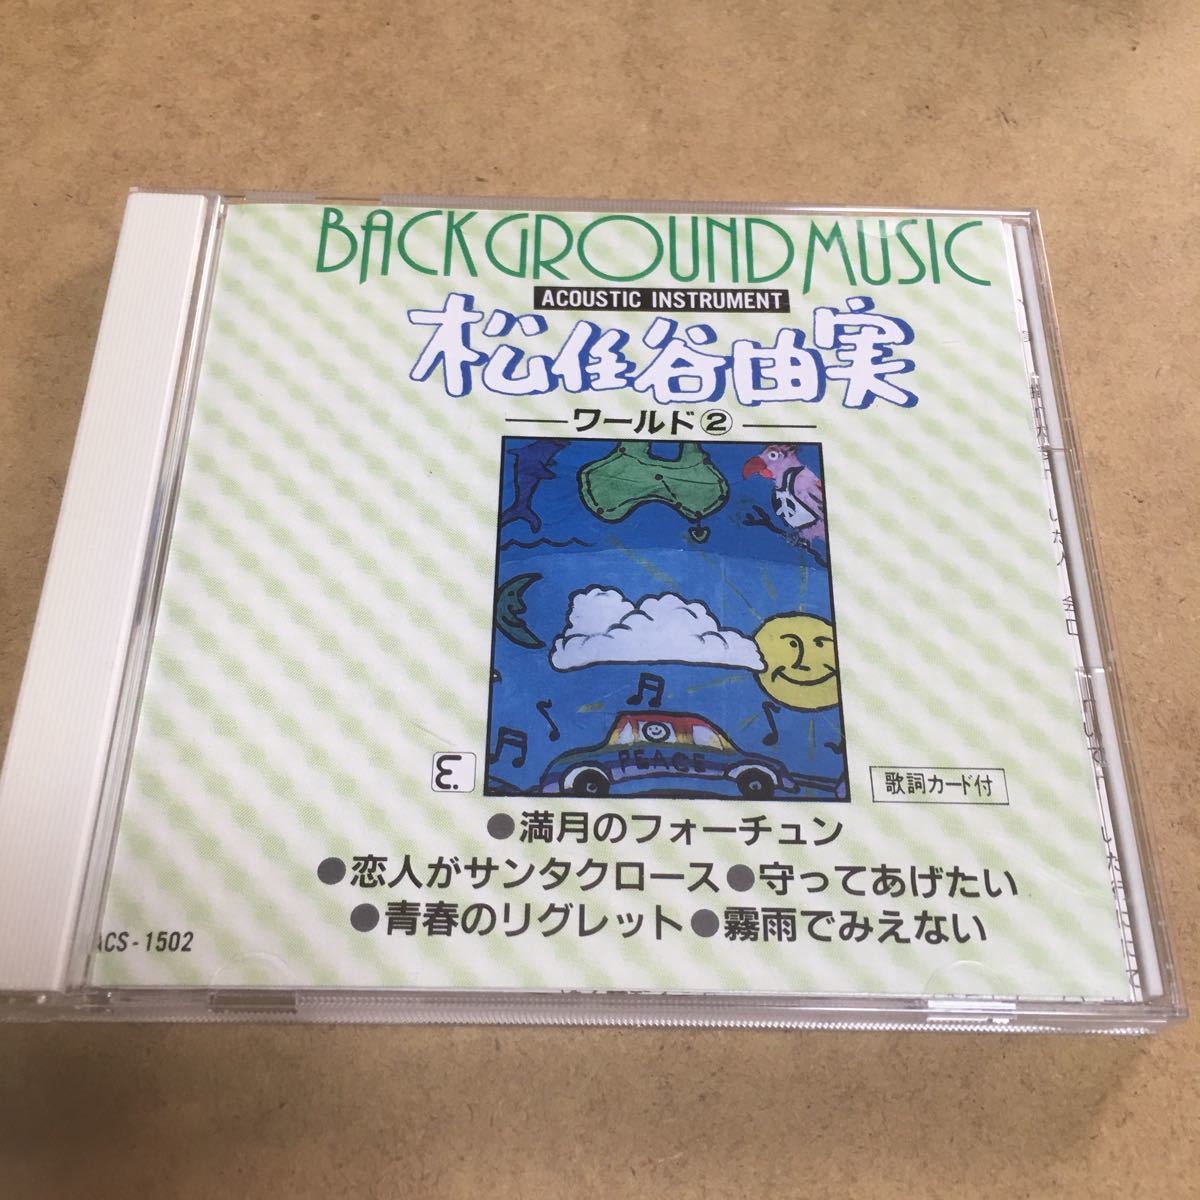 BACKGROUND MUSIC
ACOUSTIC INSTRUMENT
松任谷由実
ワールド②
PEACE
ε.
歌詞カード付
●満月のフォーチュン
●恋人がサンタクロース●守ってあげたい
●青春のリグレット●霧雨でみえない
ACS-1502